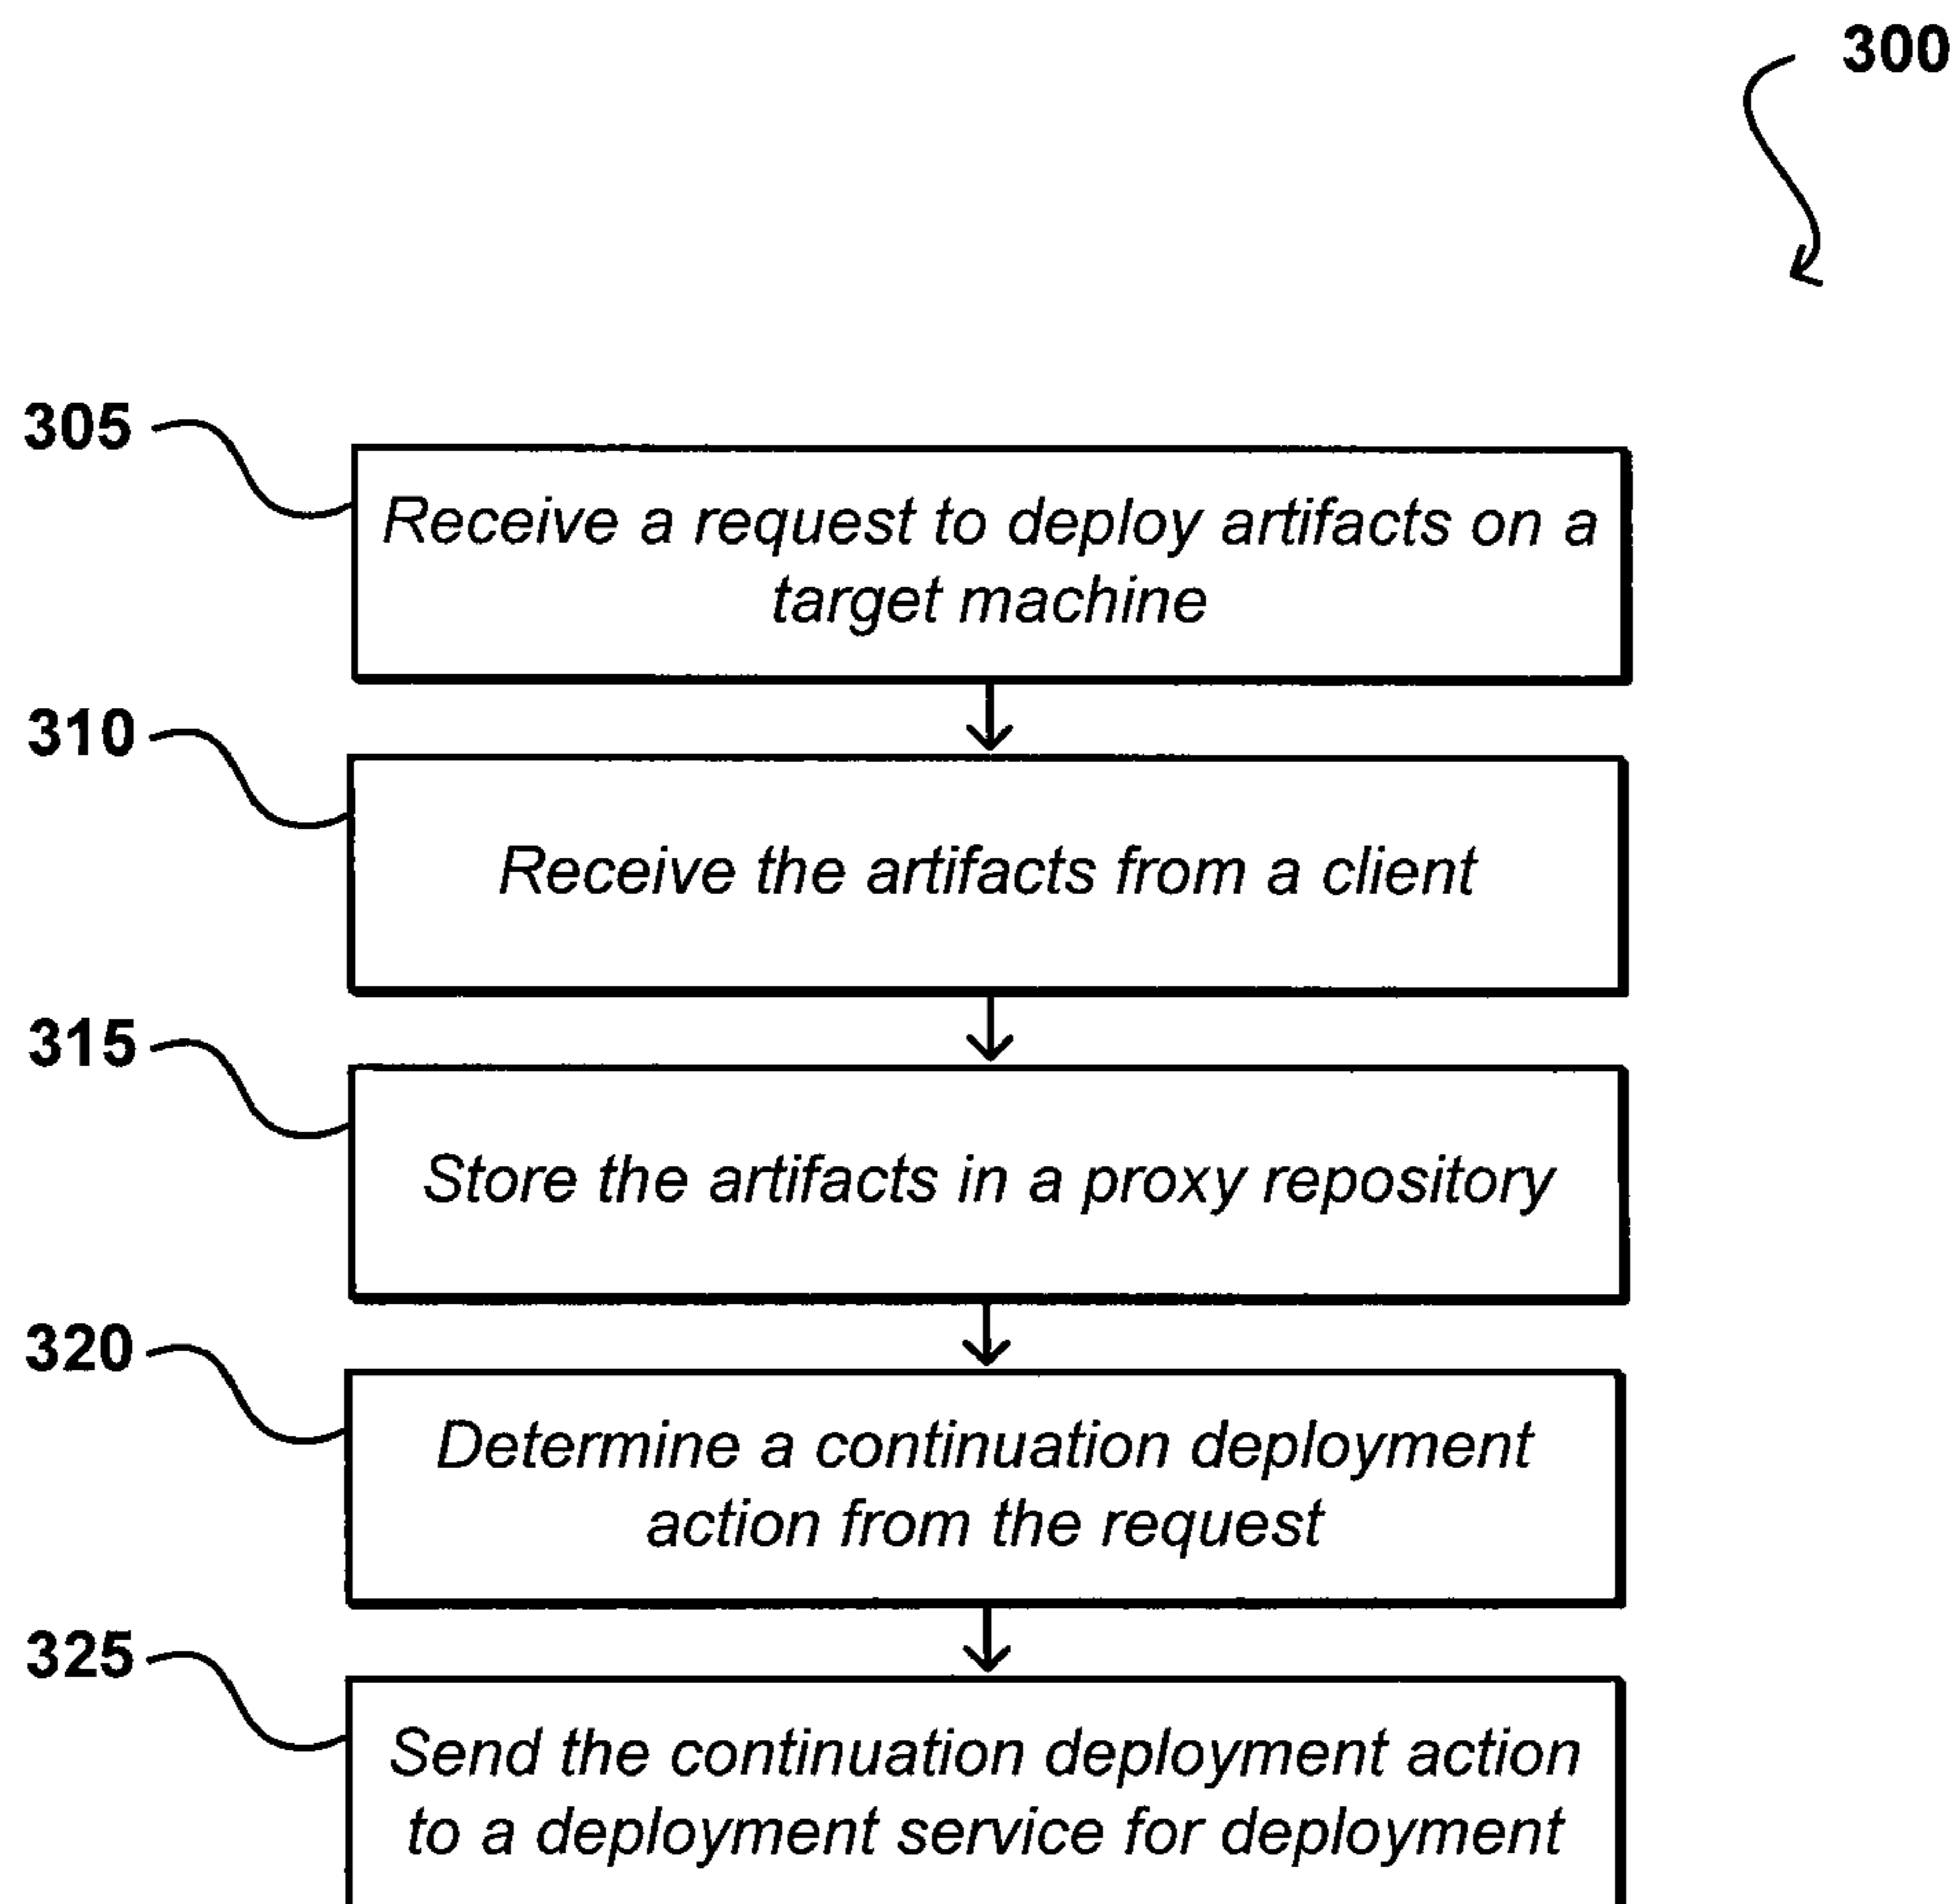 300
305
Receive a request to deploy artifacts on a
target machine
310
Receive the artifacts from a client
315
Store the artifacts in a proxy repository
320
Determine a continuation deployment
action from the request
325
Send the continuation deployment action
to a deployment service for deployment